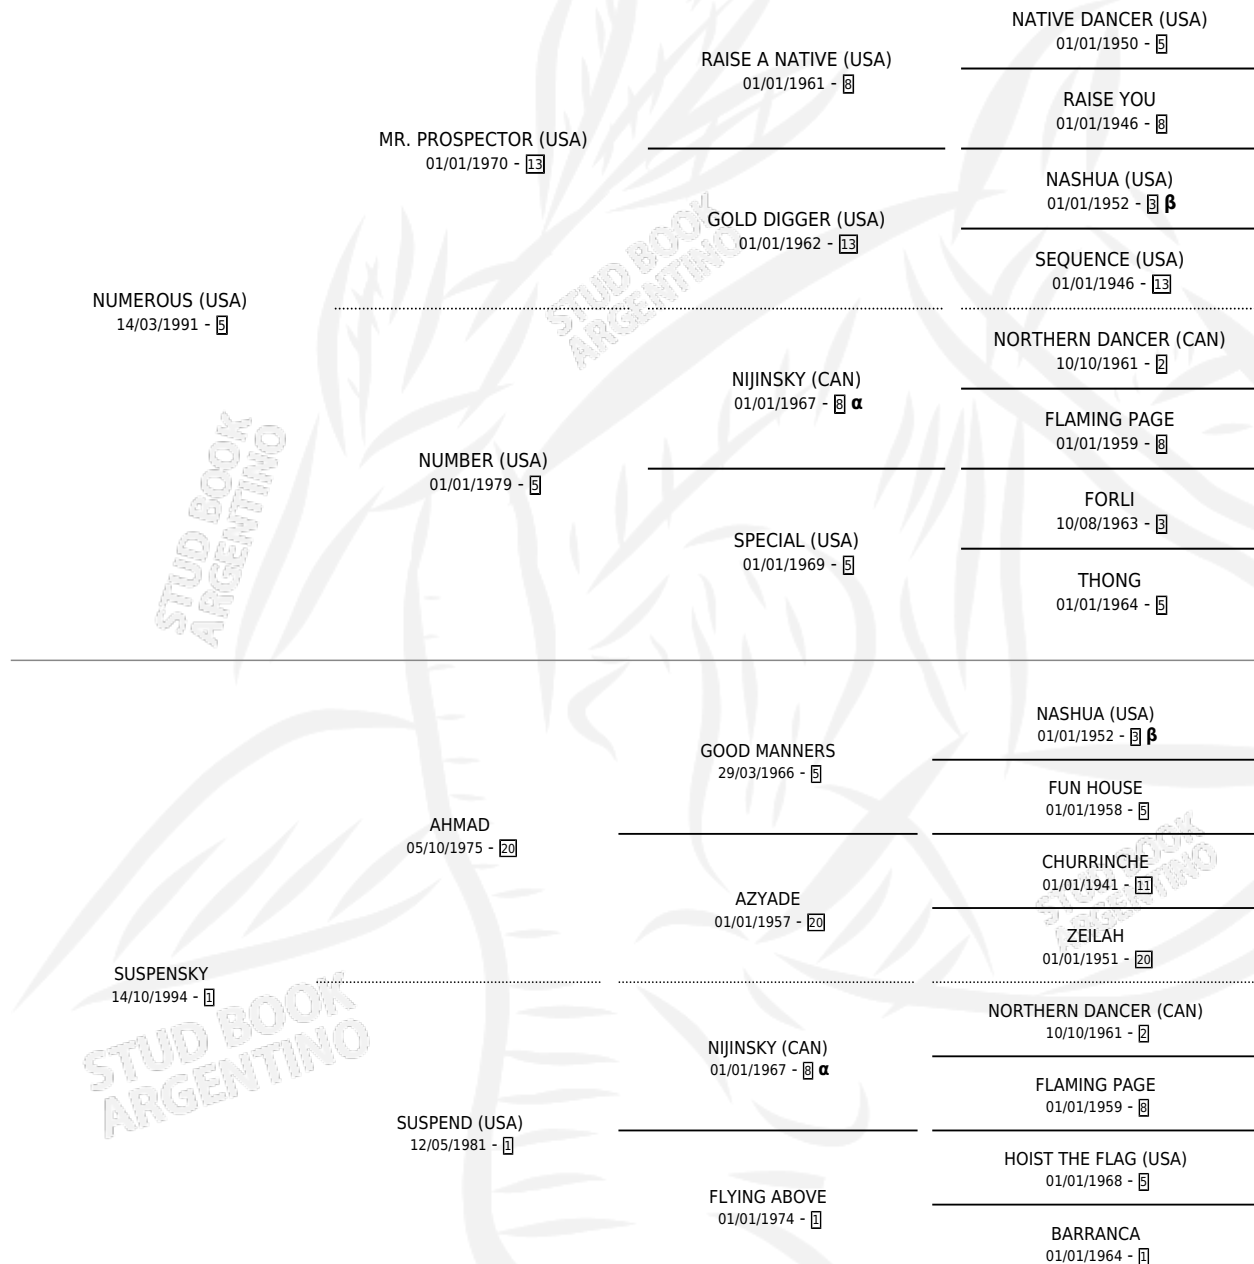 NATIVE DANCER (USA)
01/01/1950 - 5
RAISE A NATIVE (USA)
01/01/1961 - 8
RAISE YOU
01/01/1946 - 8
MR. PROSPECTOR (USA)
01/01/1970 - 13
NASHUA (USA)
01/01/1952 - 3 β
GOLD DIGGER (USA)
01/01/1962 - 13
SEQUENCE (USA)
01/01/1946 - 13
NUMEROUS (USA)
14/03/1991 - 5
NORTHERN DANCER (CAN)
10/10/1961 - 2
NIJINSKY (CAN)
01/01/1967 - 8 α
FLAMING PAGE
01/01/1959 - 8
NUMBER (USA)
01/01/1979 - 5
FORLI
10/08/1963 - 3
SPECIAL (USA)
01/01/1969 - 5
THONG
01/01/1964 - 5
NASHUA (USA)
01/01/1952 - 3 β
GOOD MANNERS
29/03/1966 - 5
FUN HOUSE
01/01/1958 - 5
AHMAD
05/10/1975 - 20
CHURRINCHE
01/01/1941 - 11
AZYADE
01/01/1957 - 20
ZEILAH
01/01/1951 - 20
SUSPENSKY
14/10/1994 - 1
NORTHERN DANCER (CAN)
10/10/1961 - 2
NIJINSKY (CAN)
01/01/1967 - 8 α
FLAMING PAGE
01/01/1959 - 8
SUSPEND (USA)
12/05/1981 - 1
HOIST THE FLAG (USA)
01/01/1968 - 5
FLYING ABOVE
01/01/1974 - 1
BARRANCA
01/01/1964 - 1
STUD BOOK
ARGENTINO
STUD BOOK
ARGENTINO
STUD BOOK
ARGENTINO
STUD BOOK
ARGENTINO